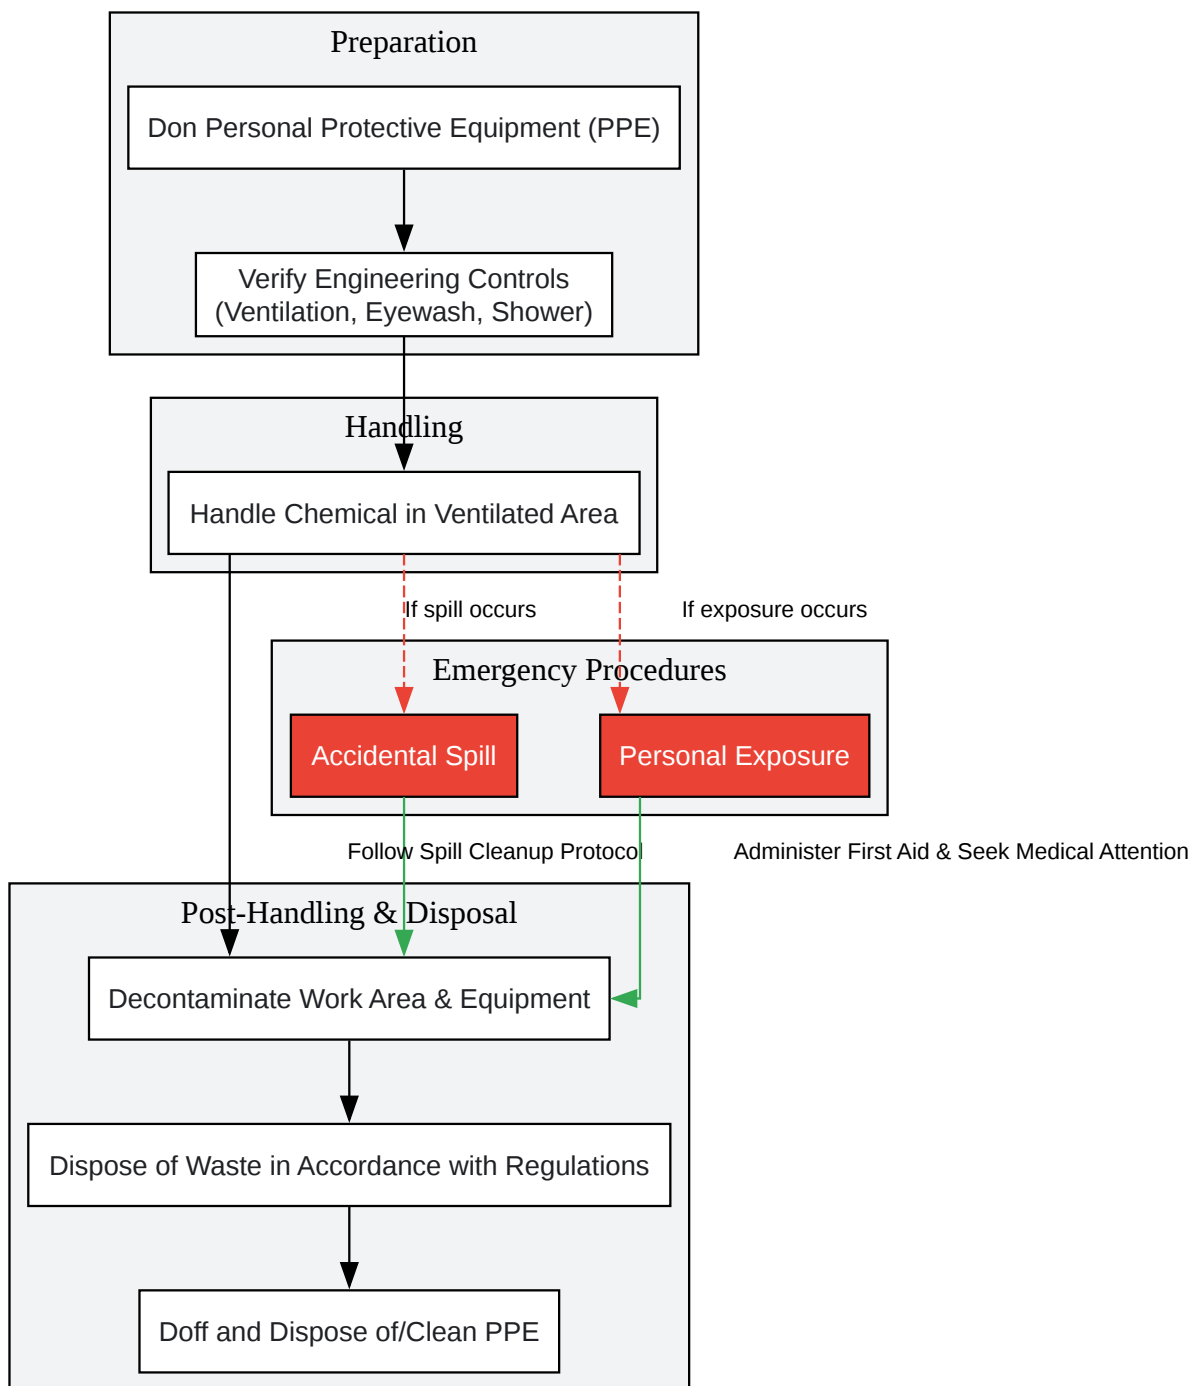 Preparation
Don Personal Protective Equipment (PPE)
Verify Engineering Controls
(Ventilation, Eyewash, Shower)
Handling
Handle Chemical in Ventilated Area
If spill occurs
If exposure occurs
Emergency Procedures
Accidental Spill
Personal Exposure
Follow Spill Cleanup Protocol
Administer First Aid & Seek Medical Attention
Post-Handling & Disposal
Decontaminate Work Area & Equipment
Dispose of Waste in Accordance with Regulations
Doff and Dispose of/Clean PPE